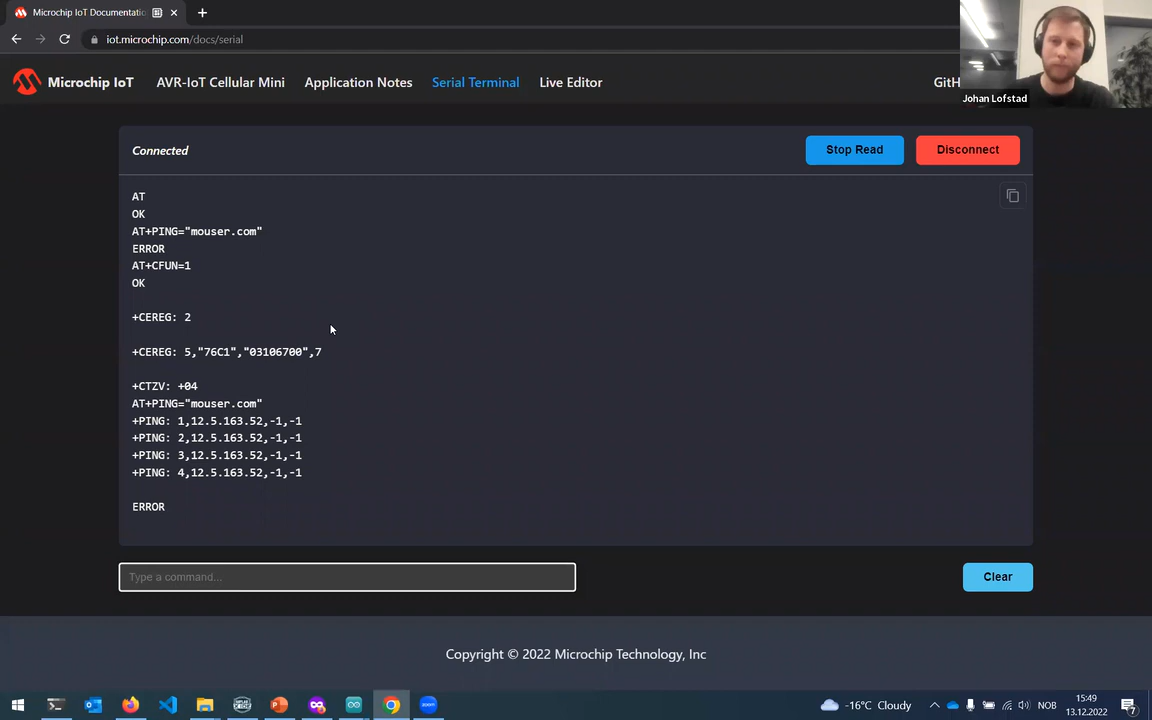 Microchip IoT Documentatio
iot.microchip.com/docs/serial
Microchip IoT
AVR-IoT Cellular Mini
Application Notes
Serial Terminal
Live Editor
GitH
Johan Lofstad
Connected
Stop Read
Disconnect
AT
OK
AT+PING="mouser.com"
ERROR
AT+CFUN=1
OK
+CEREG: 2
+CEREG: 5,"76C1","03106700",7
+CTZV: +04
AT+PING="mouser.com"
+PING: 1,12.5.163.52,-1,-1
+PING: 2,12.5.163.52,-1,-1
+PING: 3,12.5.163.52,-1,-1
+PING: 4,12.5.163.52,-1,-1
ERROR
Type a command...
Clear
Copyright © 2022 Microchip Technology, Inc
-16°C Cloudy
NOB
15:49
13.12.2022
7